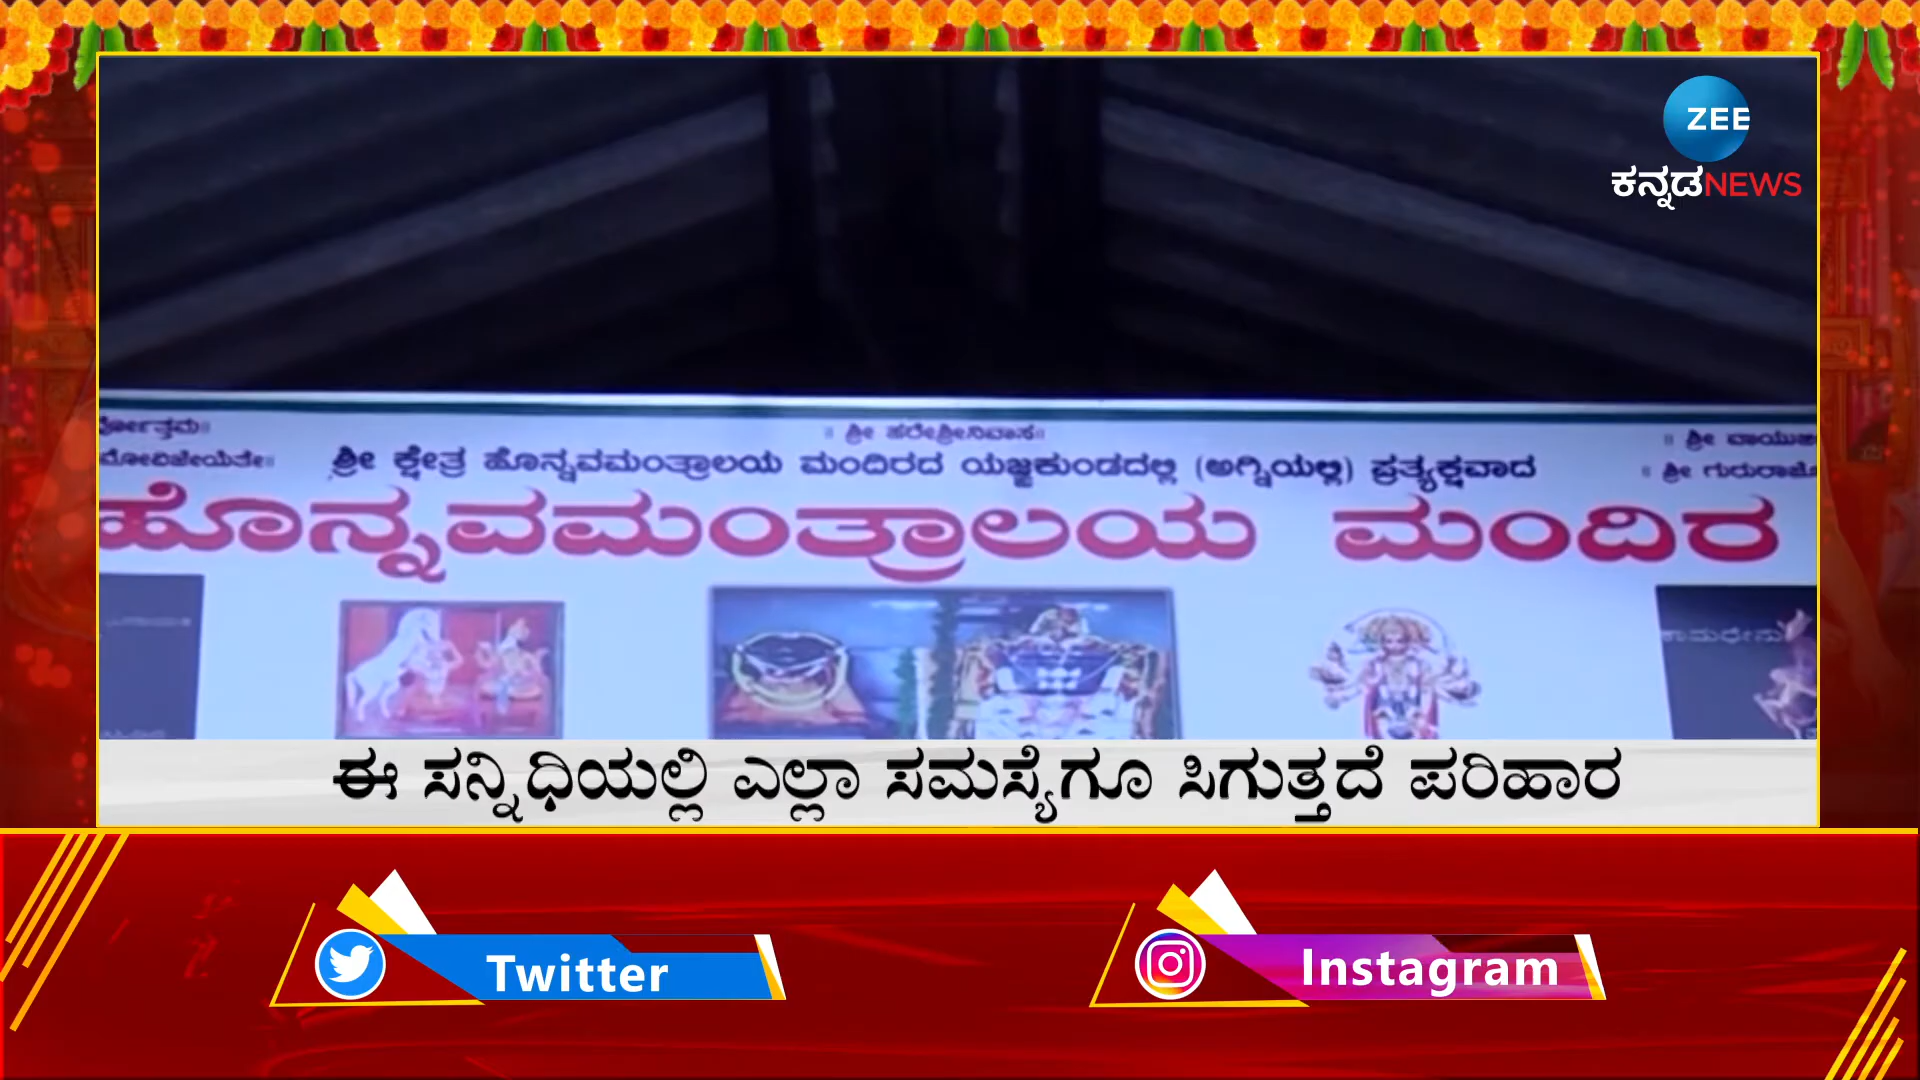 ZEE
ಕನ್ನಡNEWS
॥ ಶ್ರೀ ಹರೇಶ್ರೀನಿವಾಸ॥
॥ ಶ್ರೀ
ಶ್ರೀ ಕ್ಷೇತ್ರ ಹೊನ್ನವಮಂತ್ರಾಲಯ ಮಂದಿರದ ಯಜ್ಞಕುಂಡದಲ್ಲಿ (ಅಗ್ನಿಯಲ್ಲಿ) ಪ್ರತ್ಯಕ್ಷವಾದ
॥ ಶ್ರೀ
ಹೊನ್ನವಮಂತ್ರಾಲಯ ಮಂದಿರ
ಕಾಮಧೇನು
ಈ ಸನ್ನಿಧಿಯಲ್ಲಿ ಎಲ್ಲಾ ಸಮಸ್ಯೆಗೂ ಸಿಗುತ್ತದೆ ಪರಿಹಾರ
Twitter
Instagram